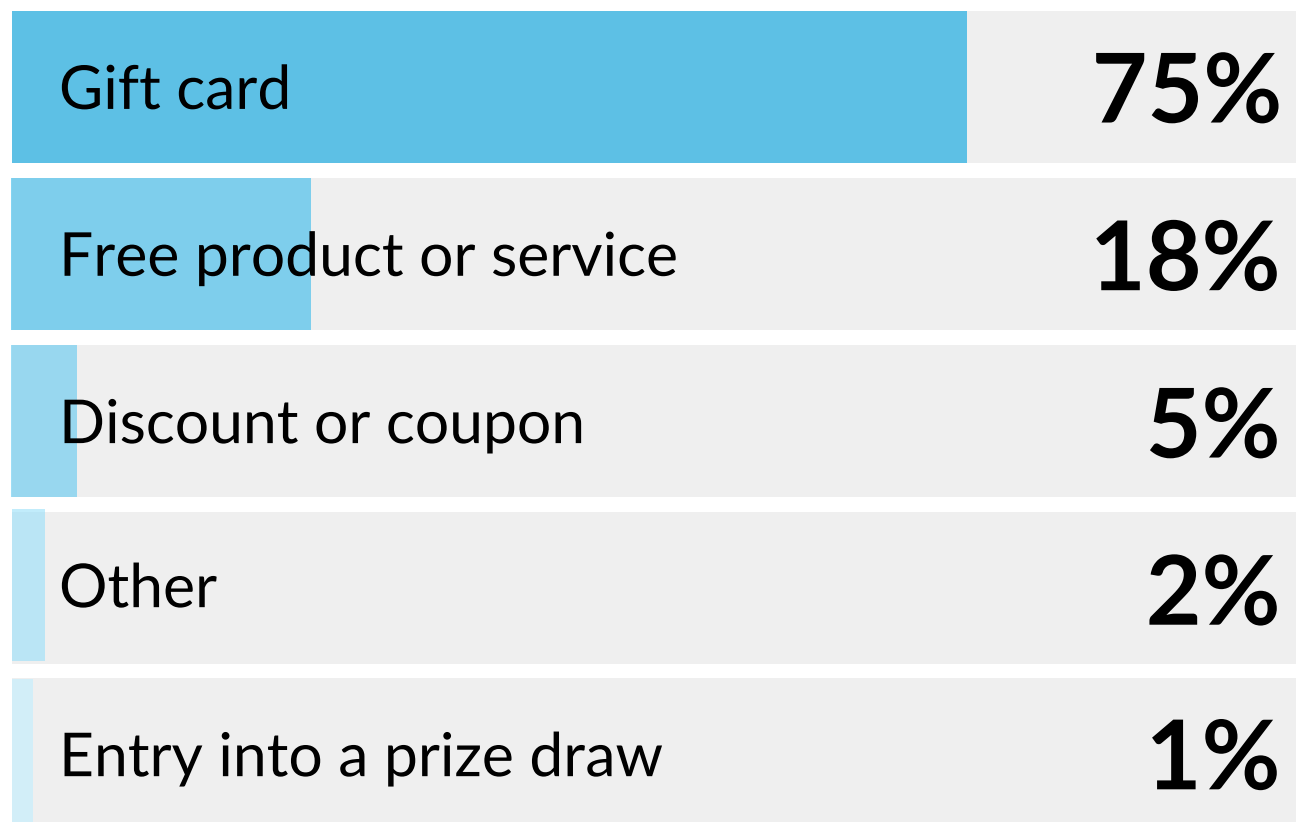 Gift card 75%
Free product or service 18%
Discount or coupon 5%
Other 2%
Entry into a prize draw 1%